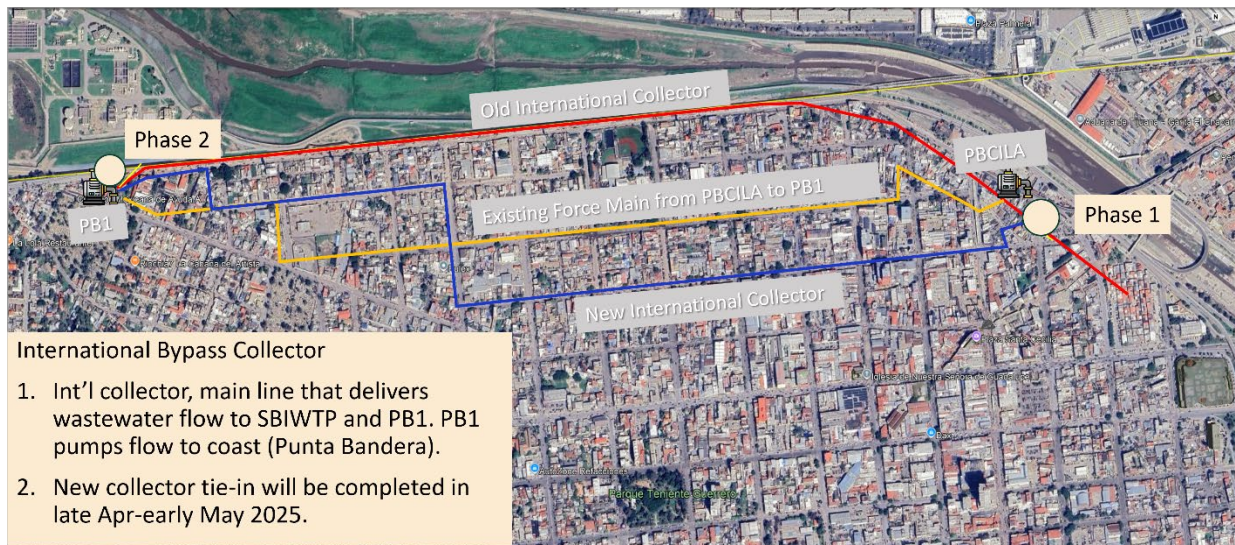 Plaza Palmera
N
Old International Collector
Phase 2
PBCILA
Existing Force Main from PBCILA to PB1
PB1
Phase 1
New International Collector
Parque Teniente Guerrero
International Bypass Collector
1. Int'l collector, main line that delivers
wastewater flow to SBIWTP and PB1. PB1
pumps flow to coast (Punta Bandera).
2. New collector tie-in will be completed in
late Apr-early May 2025.